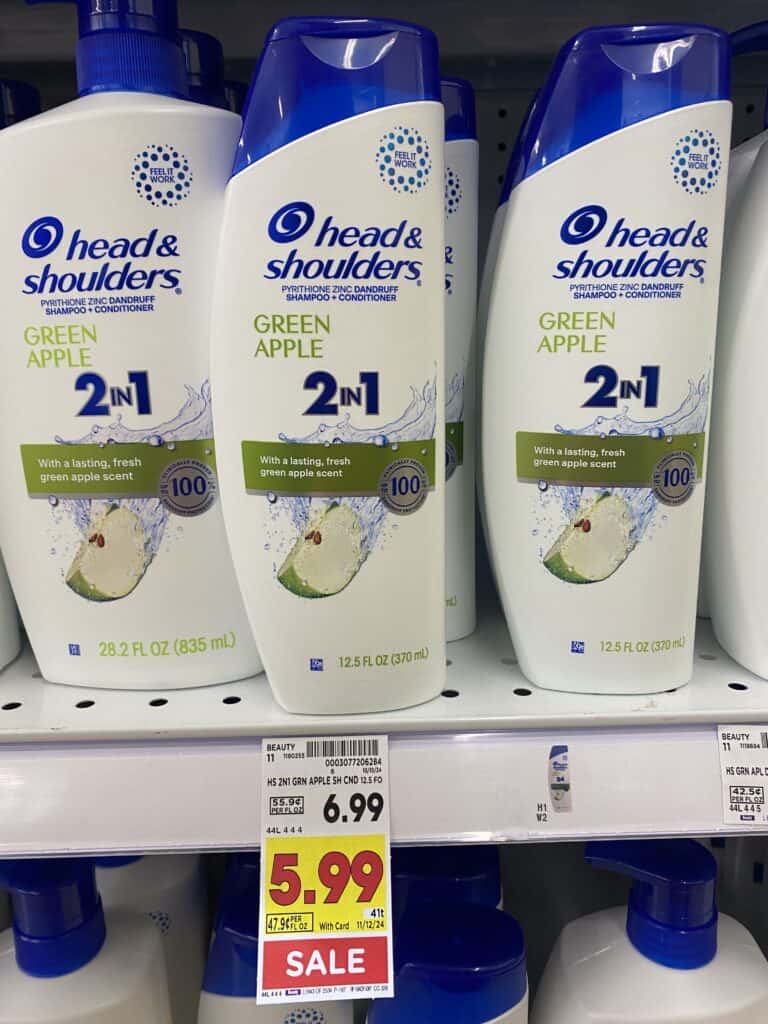 FEEL IT
WORK
head &
shoulders®
PYRITHIONE ZINC DANDRUFF
SHAMPOO + CONDITIONER
GREEN
APPLE
2IN1
With a lasting, fresh
green apple scent
100
28.2 FL OZ (835 mL)
FEEL IT
WORK
head &
shoulders®
PYRITHIONE ZINC DANDRUFF
SHAMPOO + CONDITIONER
GREEN
APPLE
2IN1
With a lasting, fresh
green apple scent
100
12.5 FL OZ (370 mL)
FEEL IT
WORK
head &
shoulders®
PYRITHIONE ZINC DANDRUFF
SHAMPOO + CONDITIONER
GREEN
APPLE
2IN1
With a lasting, fresh
green apple scent
100
12.5 FL OZ (370 mL)
BEAUTY
11 1180255 0003077206284
HS 2N1 GRN APPLE SH CND 12.5 FO
55.9¢
PER FL OZ
6.99
44L 4 4 4
5.99
47.9¢ PER
FL OZ
With Card
41t
11/12/24
SALE
H1
W2
BEAUTY
11
HS GRN APL
42.5¢
PER FL OZ
44L 4 4 5